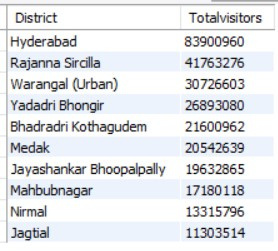 District Totalvisitors
Hyderabad 83900960
Rajanna Sircilla 41763276
Warangal (Urban) 30726603
Yadadri Bhongir 26893080
Bhadradri Kothagudem 21600962
Medak 20542639
Jayashankar Bhoopalpally 19632865
Mahbubnagar 17180118
Nirmal 13315796
Jagtial 11303514